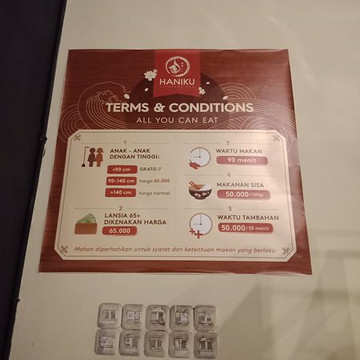 HANIKU
TERMS & CONDITIONS
ALL YOU CAN EAT
1
ANAK - ANAK
DENGAN TINGGI:
<90 cm GRATIS !!
90-140 cm harga 65.000
>140 cm harga normal
2
LANSIA 65+
DIKENAKAN HARGA
65.000
3
WAKTU MAKAN
90 menit
4
MAKANAN SISA
50.000/100gr
5
WAKTU TAMBAHAN
50.000/30 menit
Mohon diperhatikan untuk syarat dan ketentuan makan yang berlaku